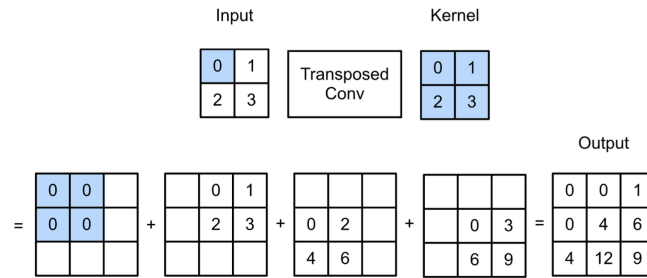 Input Kernel
0 1 Transposed Conv 0 1
2 3 2 3
Output
0 0 0 1 0 0 1
= 0 0 + 2 3 + 0 2 + 0 3 = 0 4 6
4 6 6 9 4 12 9